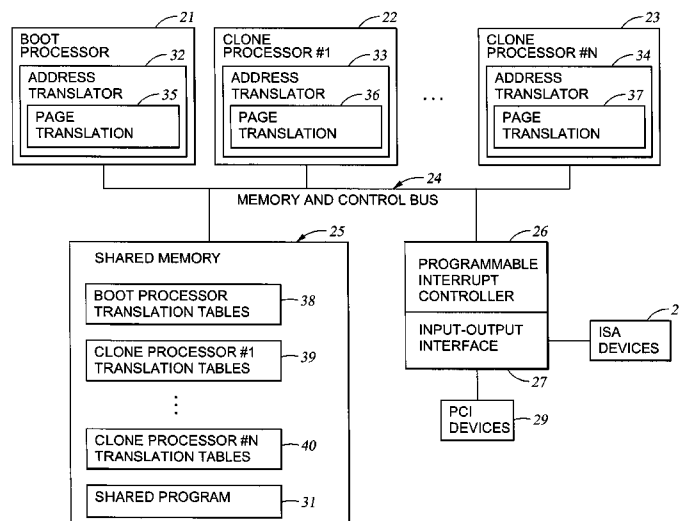 21
BOOT
PROCESSOR
32
ADDRESS
TRANSLATOR
35
PAGE
TRANSLATION
22
CLONE
PROCESSOR #1
33
ADDRESS
TRANSLATOR
36
PAGE
TRANSLATION
...
23
CLONE
PROCESSOR #N
34
ADDRESS
TRANSLATOR
37
PAGE
TRANSLATION
24
MEMORY AND CONTROL BUS
25
SHARED MEMORY
BOOT PROCESSOR
TRANSLATION TABLES
38
CLONE PROCESSOR #1
TRANSLATION TABLES
39
CLONE PROCESSOR #N
TRANSLATION TABLES
40
SHARED PROGRAM
31
26
PROGRAMMABLE
INTERRUPT
CONTROLLER
INPUT-OUTPUT
INTERFACE
27
2
ISA
DEVICES
PCI
DEVICES
29